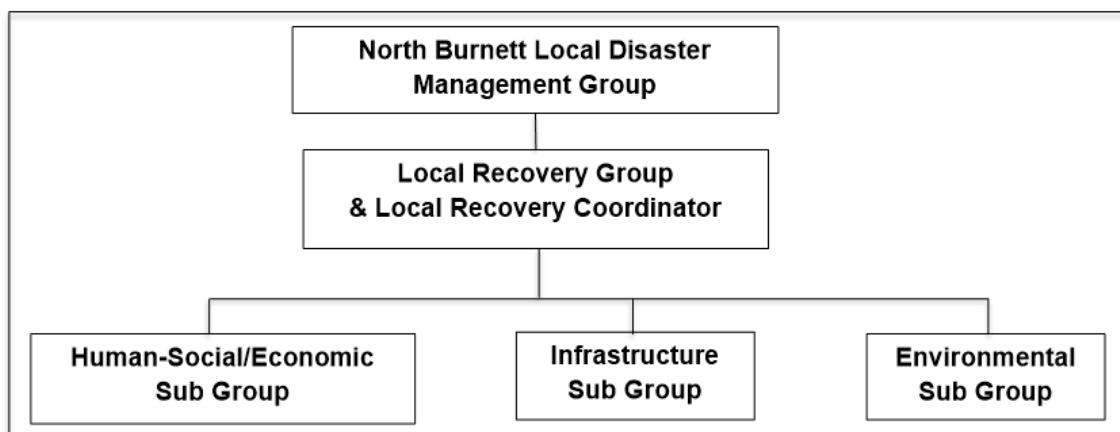 North Burnett Local Disaster
Management Group
Local Recovery Group
& Local Recovery Coordinator
Human-Social/Economic
Sub Group
Infrastructure
Sub Group
Environmental
Sub Group